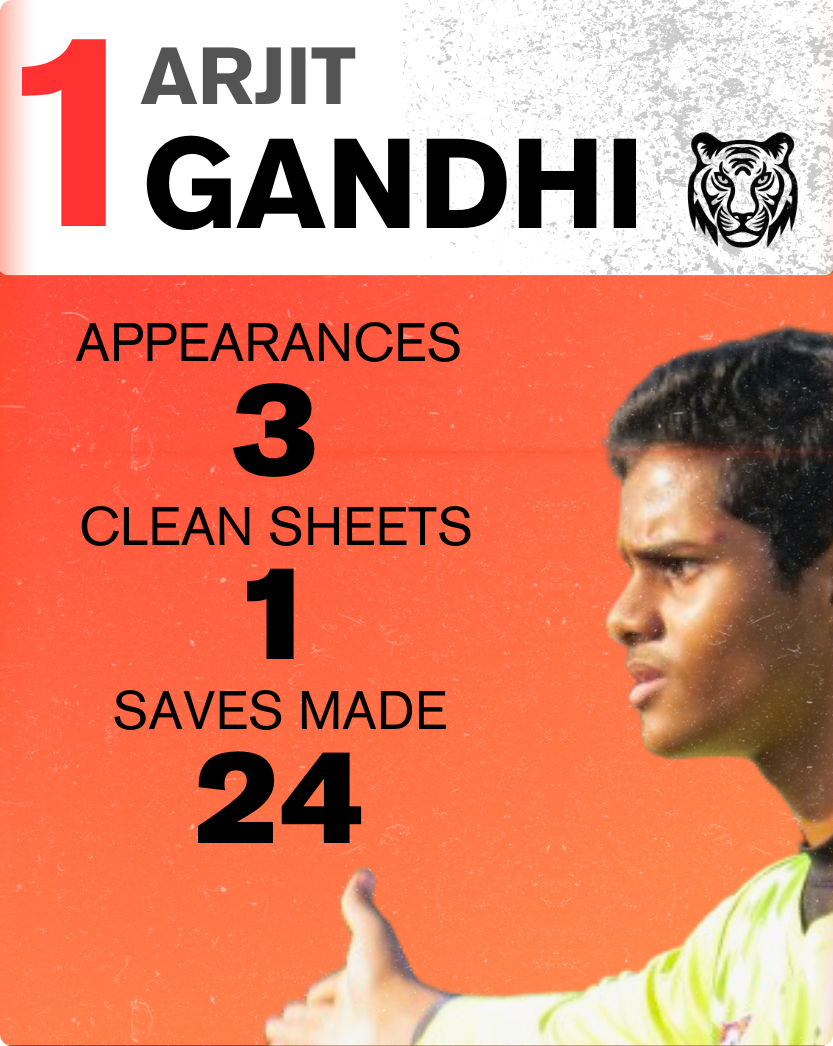 1
ARJIT
GANDHI
APPEARANCES
3
CLEAN SHEETS
1
SAVES MADE
24